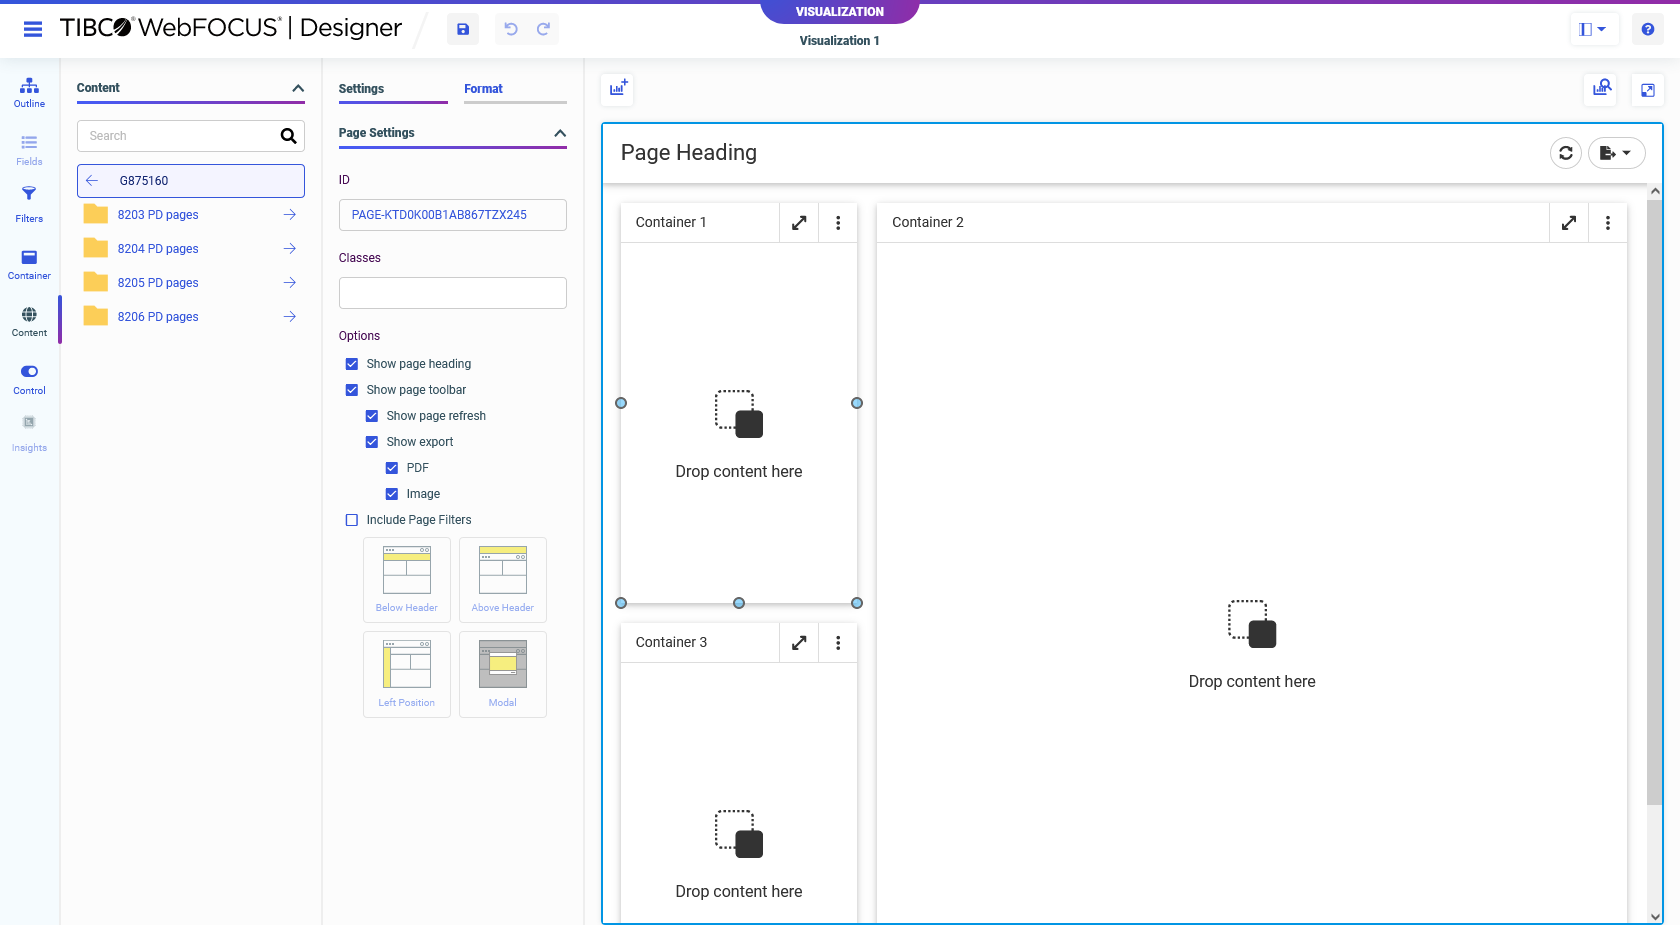 VISUALIZATION
TIBCO® WebFOCUS® | Designer
Visualization 1
Outline
Fields
Filters
Container
Content
Control
Insights
Content
Search
G875160
8203 PD pages
8204 PD pages
8205 PD pages
8206 PD pages
Settings
Format
Page Settings
ID
PAGE-KTD0K00B1AB867TZX245
Classes
Options
Show page heading
Show page toolbar
Show page refresh
Show export
PDF
Image
Include Page Filters
Below Header
Above Header
Left Position
Modal
Page Heading
Container 1
Drop content here
Container 2
Drop content here
Container 3
Drop content here